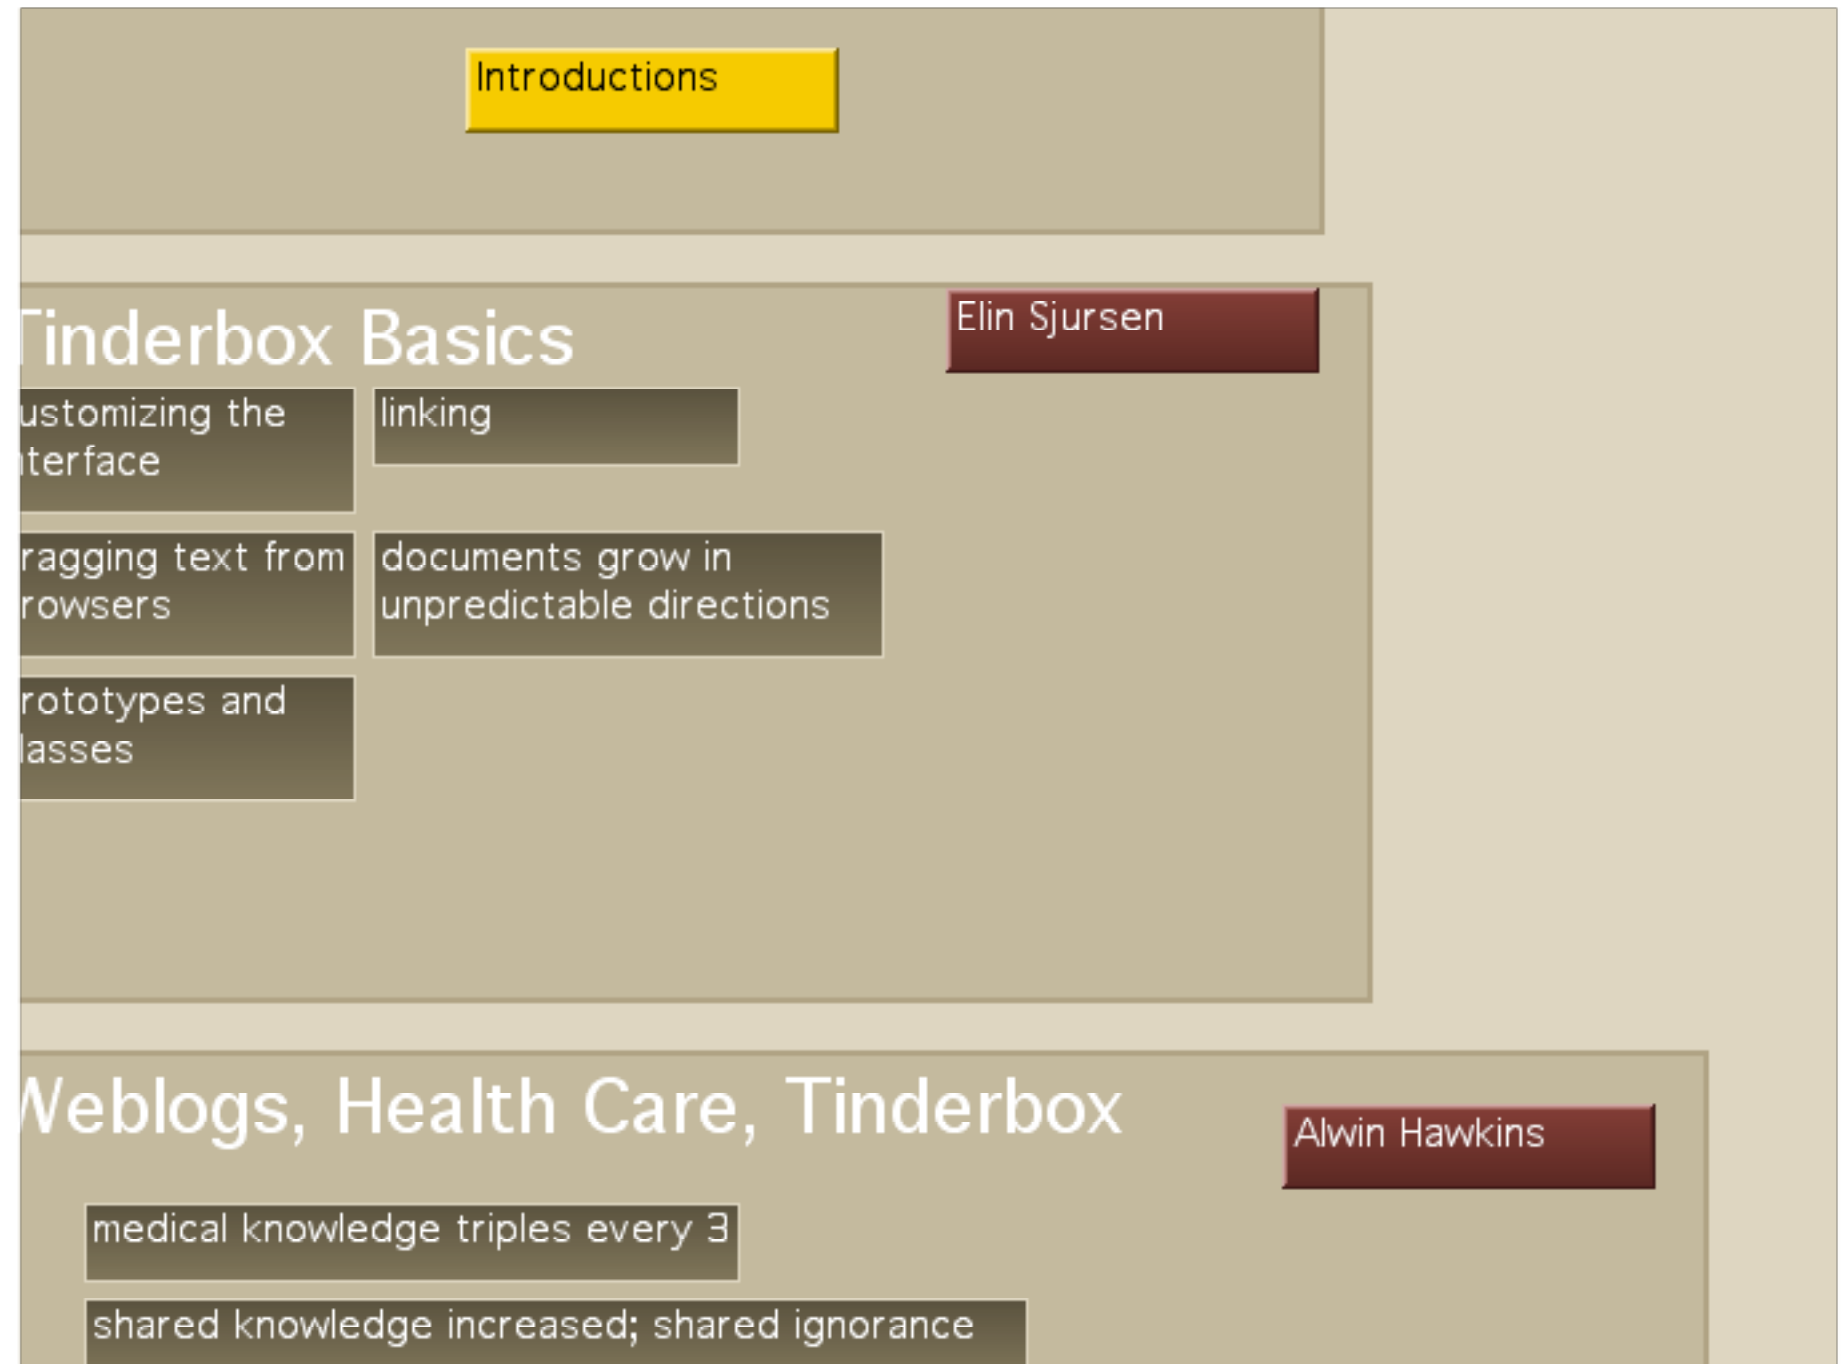 Introductions
Tinderbox Basics
Elin Sjursen
ustomizing the
terface
linking
ragging text from
rowsers
documents grow in
unpredictable directions
rototypes and
lasses
Weblogs, Health Care, Tinderbox
Alwin Hawkins
medical knowledge triples every 3
shared knowledge increased; shared ignorance